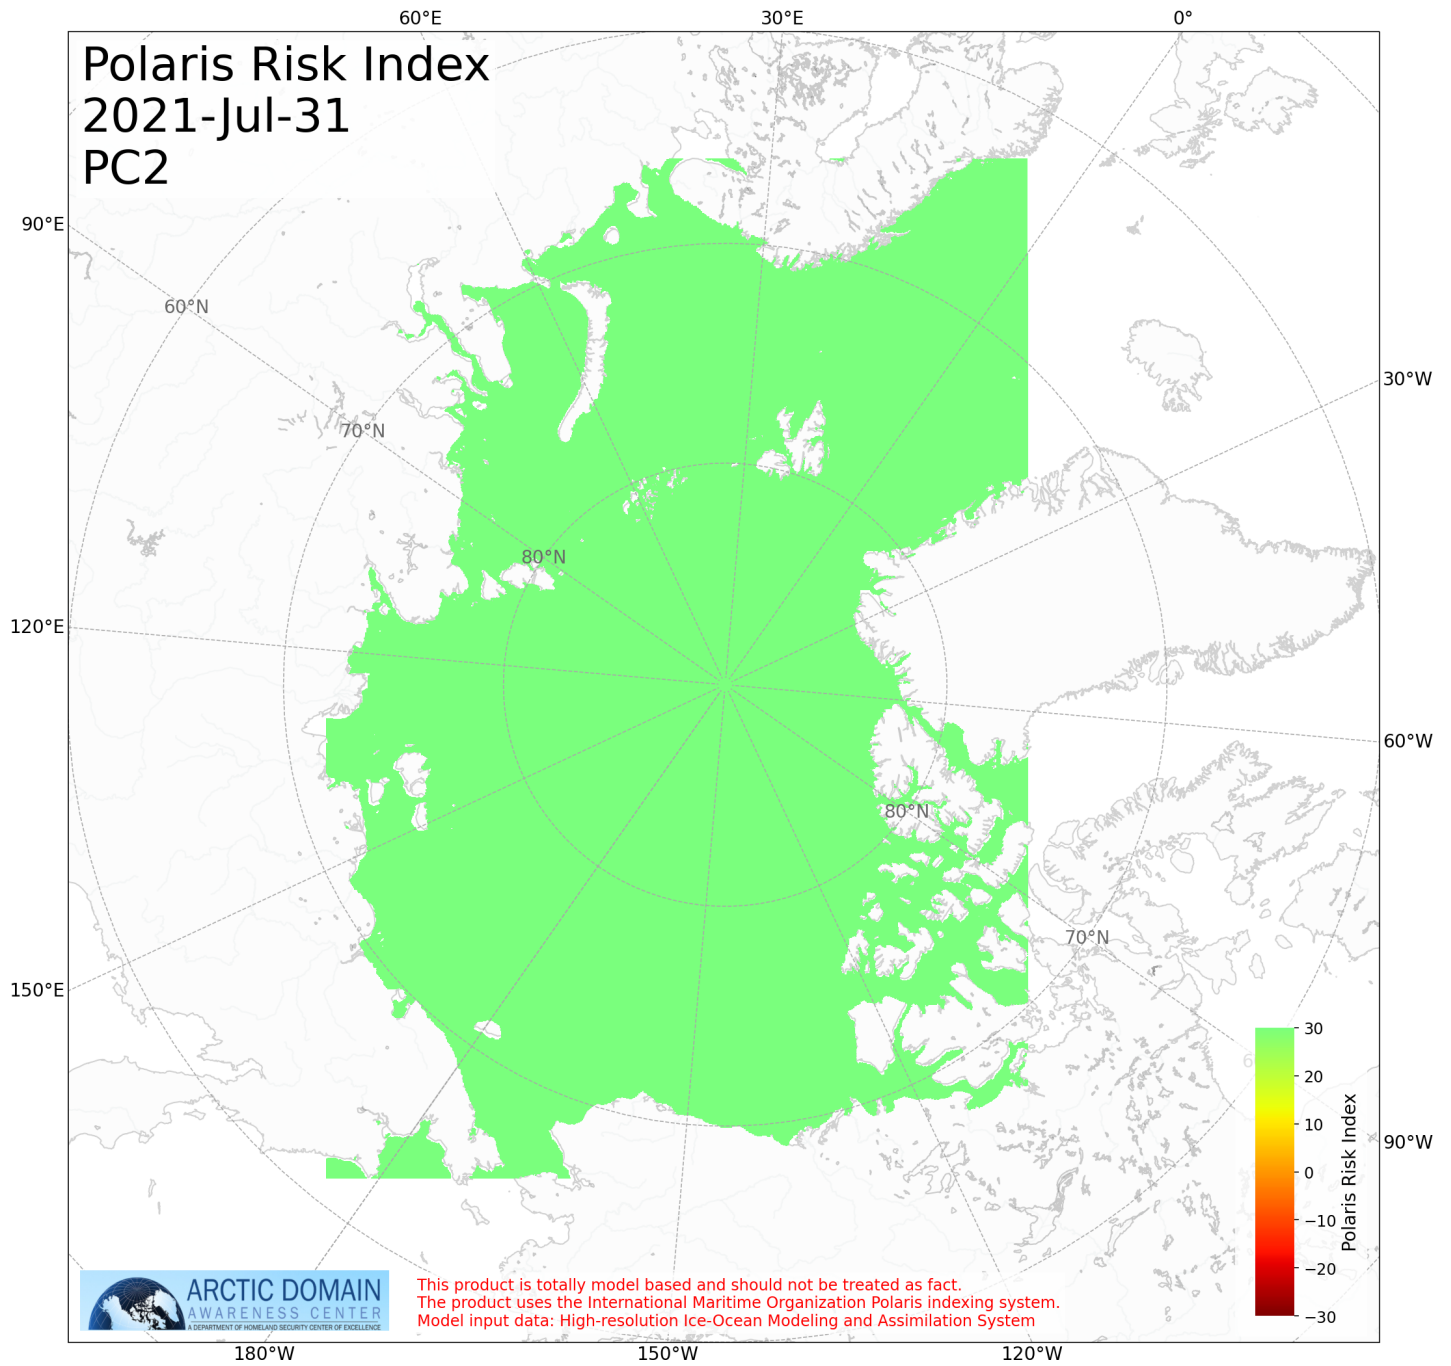 60°E 30°E 0°
Polaris Risk Index
2021-Jul-31
PC2
90°E
60°N
30°W
70°N
80°N
120°E
60°W
80°N
70°N
150°E
30
20
10
0
−10
−20
−30
Polaris Risk Index
90°W
ARCTIC DOMAIN
AWARENESS CENTER
A DEPARTMENT OF HOMELAND SECURITY CENTER OF EXCELLENCE
This product is totally model based and should not be treated as fact.
The product uses the International Maritime Organization Polaris indexing system.
Model input data: High-resolution Ice-Ocean Modeling and Assimilation System
180°W 150°W 120°W